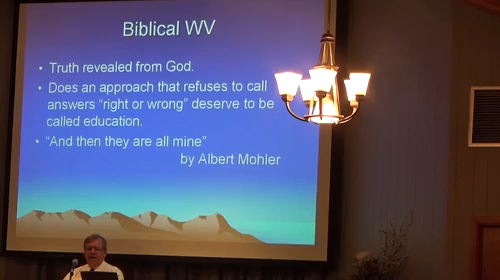 Biblical WV
• Truth revealed from God.
• Does an approach that refuses to call
answers "right or wrong" deserve to be
called education.
• "And then they are all mine"
by Albert Mohler